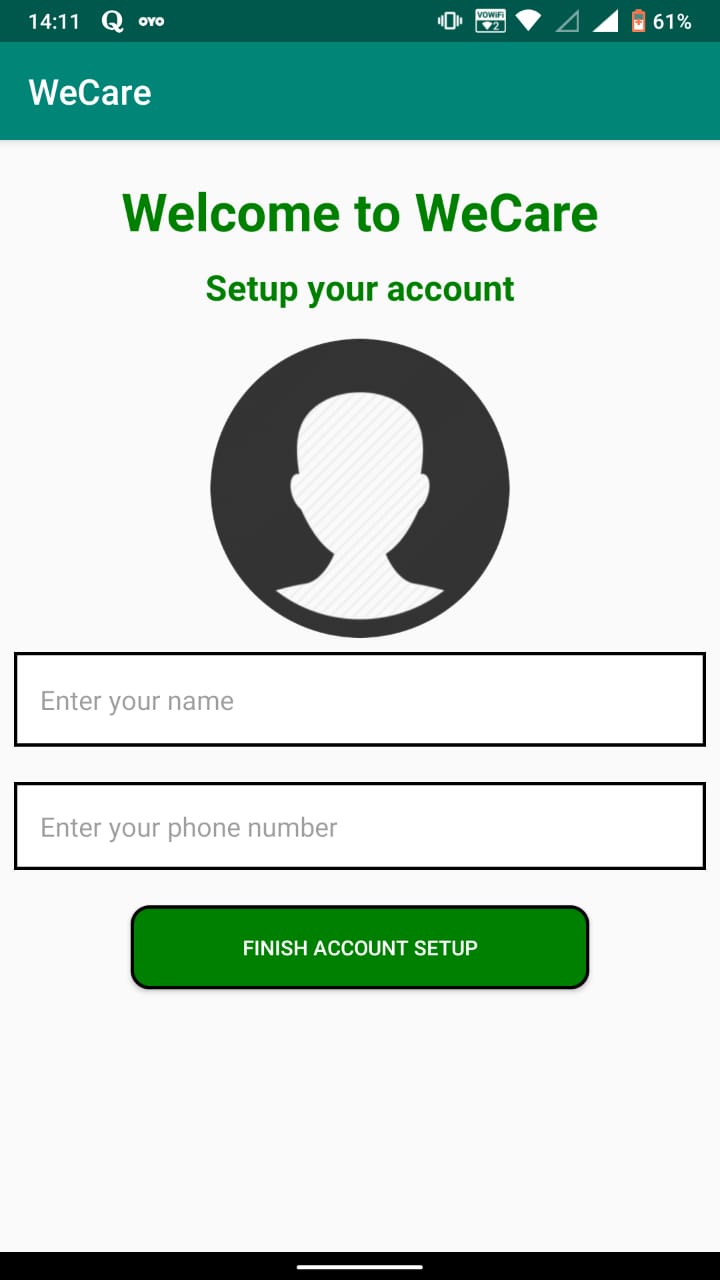 14:11 Q OYO VOWiFi 2 61%
WeCare
Welcome to WeCare
Setup your account
Enter your name
Enter your phone number
FINISH ACCOUNT SETUP